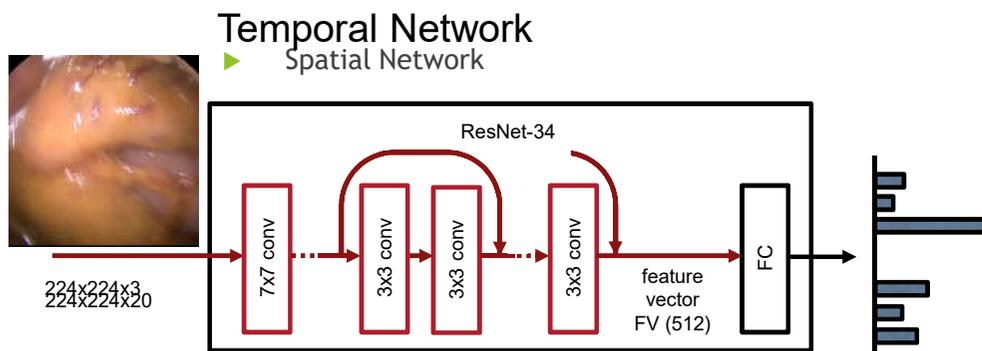 Temporal Network
Spatial Network
ResNet-34
7x7 conv
3x3 conv
3x3 conv
3x3 conv
FC
224x224x3
224x224x20
feature
vector
FV (512)